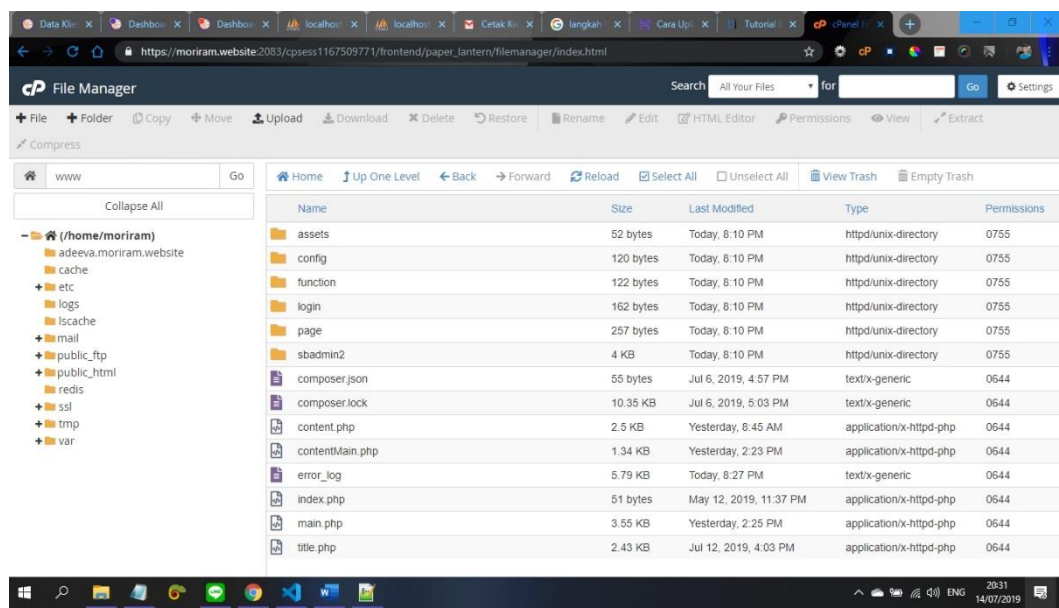 Data Klie Dashboa Dashboa localhos localhos Cetak Ka langkah Cara Upl Tutorial cPanel F
https://moriram.website:2083/cpsess1167509771/frontend/paper_lantern/filemanager/index.html
cP File Manager Search All Your Files for Go Settings
File Folder Copy Move Upload Download Delete Restore Rename Edit HTML Editor Permissions View Extract
Compress
www Go Home Up One Level Back Forward Reload Select All Unselect All View Trash Empty Trash
Collapse All
(/home/moriram)
adeeva.moriram.website
cache
etc
logs
lscache
mail
public_ftp
public_html
redis
ssl
tmp
var
Name Size Last Modified Type Permissions
assets 52 bytes Today, 8:10 PM httpd/unix-directory 0755
config 120 bytes Today, 8:10 PM httpd/unix-directory 0755
function 122 bytes Today, 8:10 PM httpd/unix-directory 0755
login 162 bytes Today, 8:10 PM httpd/unix-directory 0755
page 257 bytes Today, 8:10 PM httpd/unix-directory 0755
sbadmin2 4 KB Today, 8:10 PM httpd/unix-directory 0755
composer.json 55 bytes Jul 6, 2019, 4:57 PM text/x-generic 0644
composer.lock 10.35 KB Jul 6, 2019, 5:03 PM text/x-generic 0644
content.php 2.5 KB Yesterday, 8:45 AM application/x-httpd-php 0644
contentMain.php 1.34 KB Yesterday, 2:23 PM application/x-httpd-php 0644
error_log 5.79 KB Today, 8:27 PM text/x-generic 0644
index.php 51 bytes May 12, 2019, 11:37 PM application/x-httpd-php 0644
main.php 3.55 KB Yesterday, 2:25 PM application/x-httpd-php 0644
title.php 2.43 KB Jul 12, 2019, 4:03 PM application/x-httpd-php 0644
ENG 20:31
14/07/2019